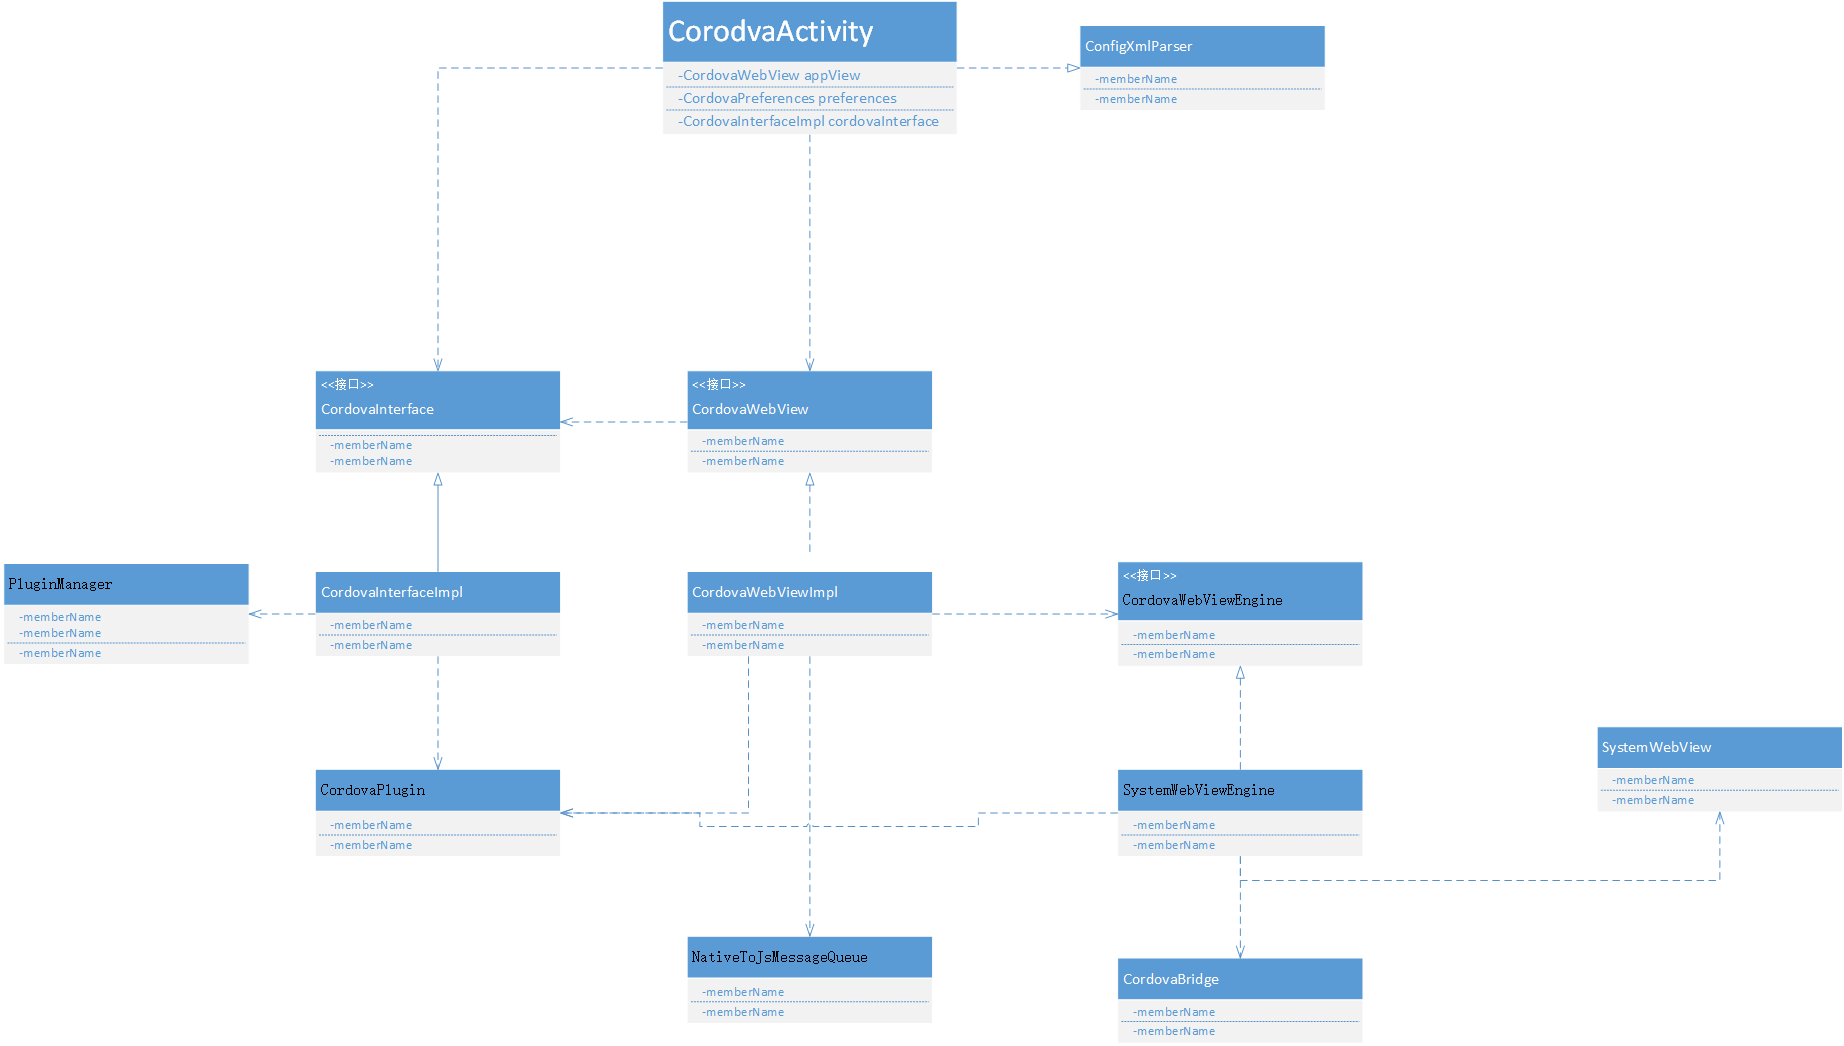 CorodvaActivity
-CordovaWebView appView
-CordovaPreferences preferences
-CordovaInterfaceImpl cordovaInterface
ConfigXmlParser
-memberName
-memberName
<<接口>>
CordovaInterface
-memberName
-memberName
<<接口>>
CordovaWebView
-memberName
-memberName
PluginManager
-memberName
-memberName
-memberName
CordovaInterfaceImpl
-memberName
-memberName
CordovaWebViewImpl
-memberName
-memberName
<<接口>>
CordovaWebViewEngine
-memberName
-memberName
CordovaPlugin
-memberName
-memberName
SystemWebViewEngine
-memberName
-memberName
SystemWebView
-memberName
-memberName
NativeToJsMessageQueue
-memberName
-memberName
CordovaBridge
-memberName
-memberName